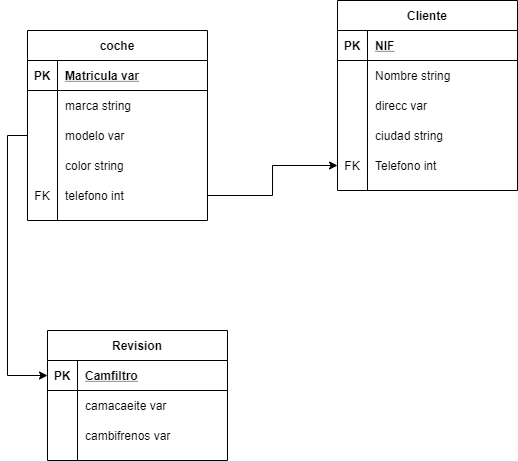 Cliente
PK NIF
Nombre string
direcc var
ciudad string
FK Telefono int
coche
PK Matricula var
marca string
modelo var
color string
FK telefono int
Revision
PK Camfiltro
camacaeite var
cambifrenos var